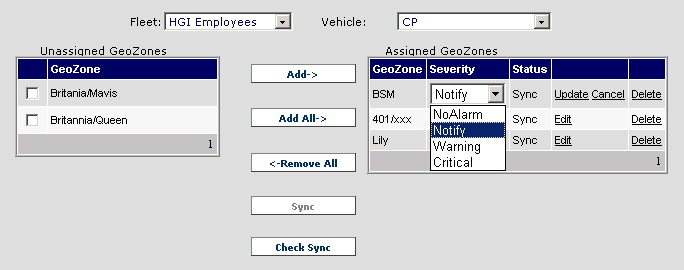 Fleet: HGI Employees Vehicle: CP
Unassigned GeoZones
GeoZone
Britania/Mavis
Britannia/Queen
1
Add->
Add All->
<-Remove All
Sync
Check Sync
Assigned GeoZones
GeoZone Severity Status
BSM Notify Sync Update Cancel Delete
NoAlarm
Notify
Warning
Critical
401/xxx Sync Edit Delete
Lily Sync Edit Delete
1